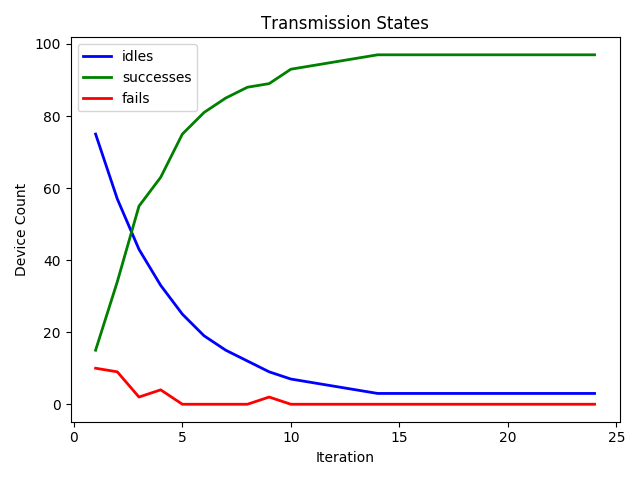 Transmission States
idles
successes
fails
Device Count
100
80
60
40
20
0
0 5 10 15 20 25
Iteration